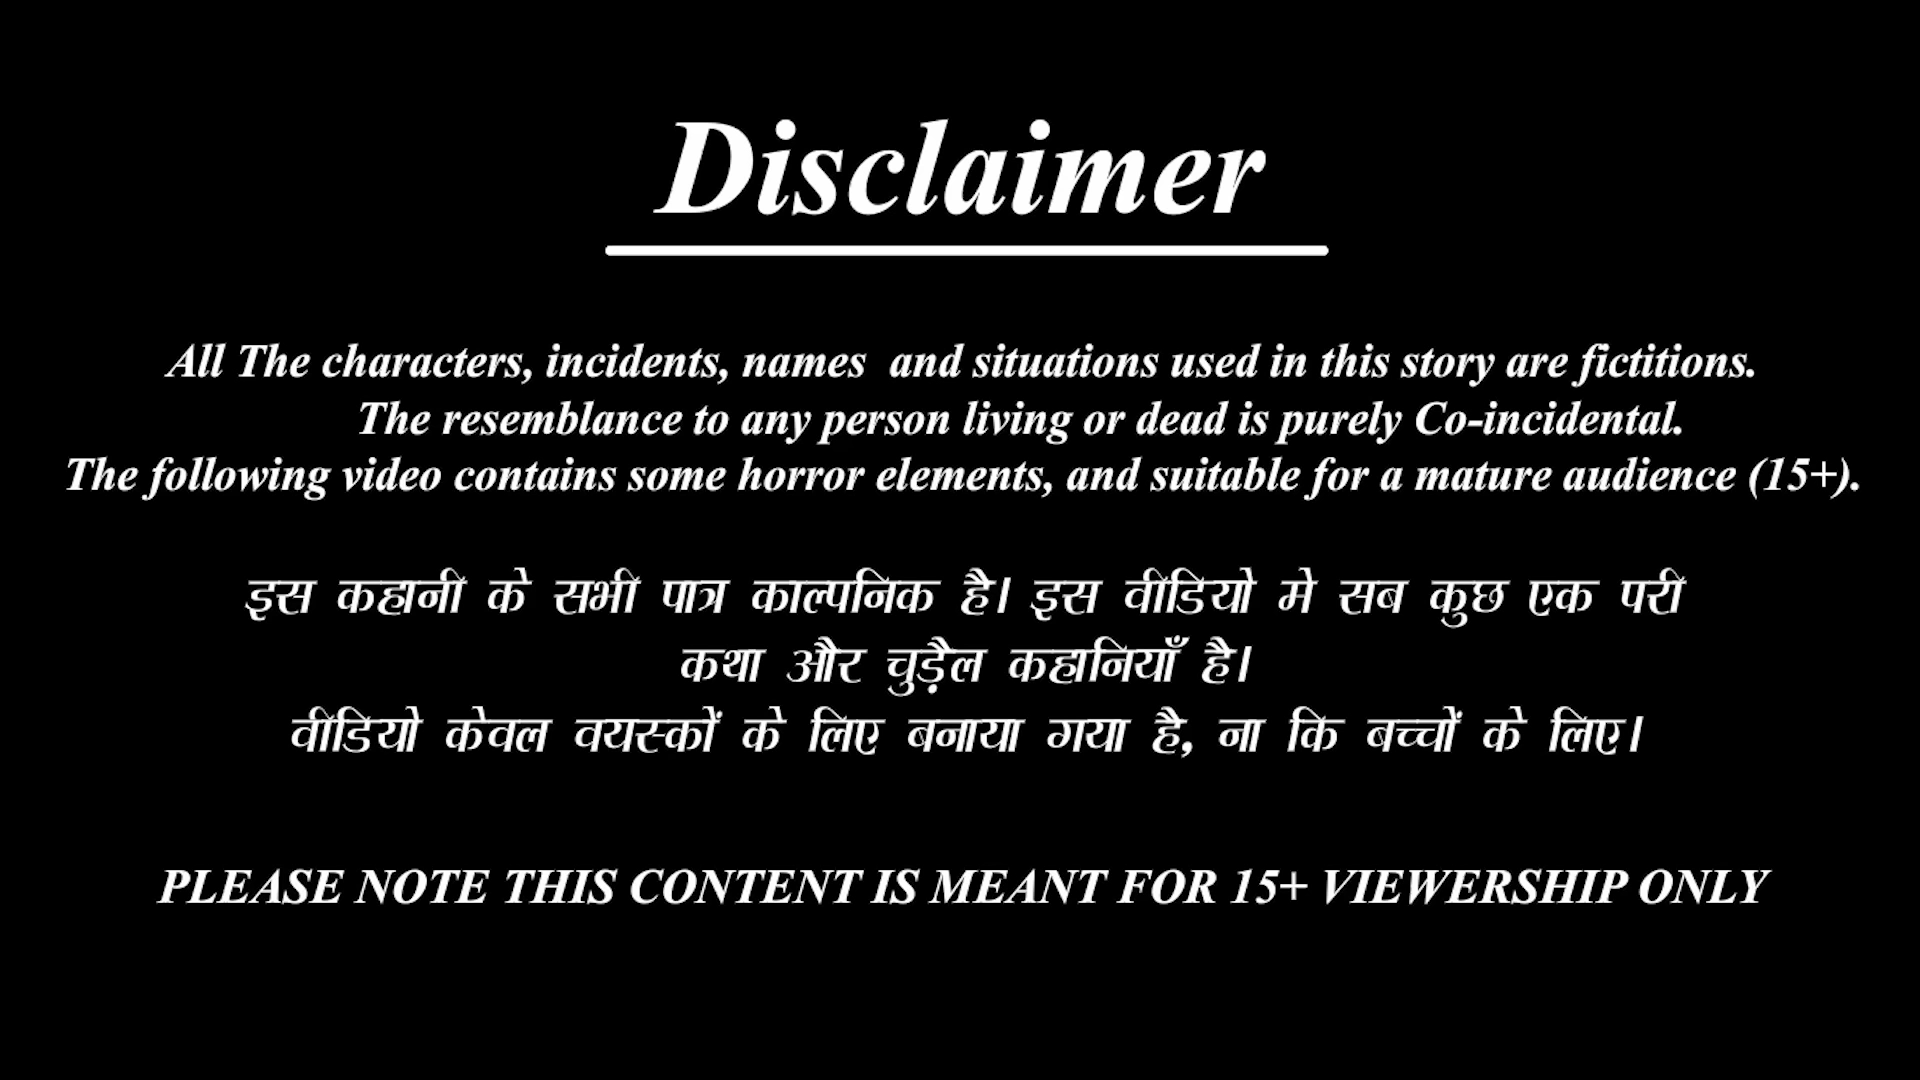 Disclaimer
All The characters, incidents, names and situations used in this story are fictitions.
The resemblance to any person living or dead is purely Co-incidental.
The following video contains some horror elements, and suitable for a mature audience (15+).
इस कहानी के सभी पात्र काल्पनिक है। इस वीडियो मे सब कुछ एक परी
कथा और चुड़ैल कहानियाँ है।
वीडियो केवल वयस्कों के लिए बनाया गया है, ना कि बच्चों के लिए।
PLEASE NOTE THIS CONTENT IS MEANT FOR 15+ VIEWERSHIP ONLY